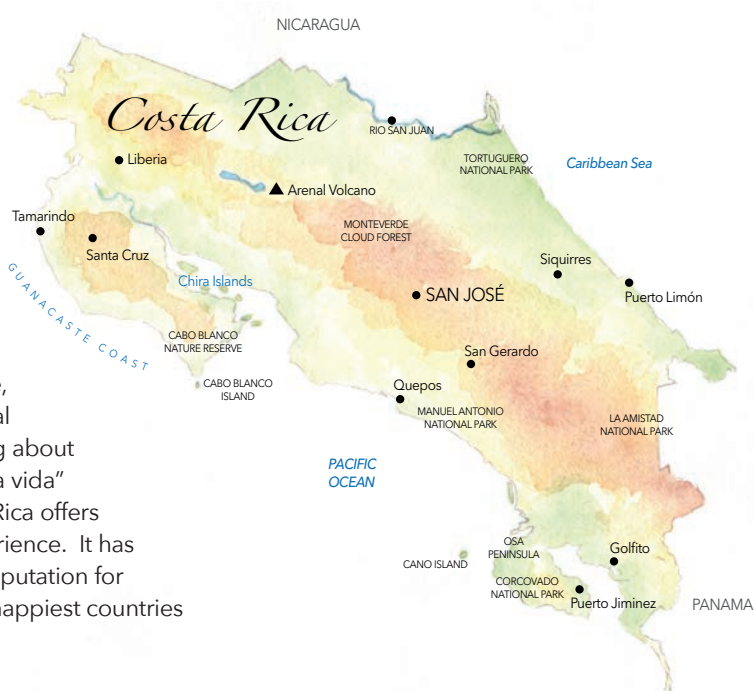 NICARAGUA
Costa Rica
RIO SAN JUAN
TORTUGUERO
NATIONAL PARK
Caribbean Sea
Liberia
Arenal Volcano
MONTEVERDE
CLOUD FOREST
Tamarindo
Santa Cruz
Siquirres
Chira Islands
SAN JOSÉ
Puerto Limón
GUANACASTE COAST
CABO BLANCO
NATURE RESERVE
San Gerardo
CABO BLANCO
ISLAND
Quepos
MANUEL ANTONIO
NATIONAL PARK
LA AMISTAD
NATIONAL PARK
PACIFIC
OCEAN
vida”
Rica offers
It has
for
happiest countries
OSA
PENINSULA
Golfito
CANO ISLAND
CORCOVADO
NATIONAL PARK
Puerto Jiminez
PANAMA